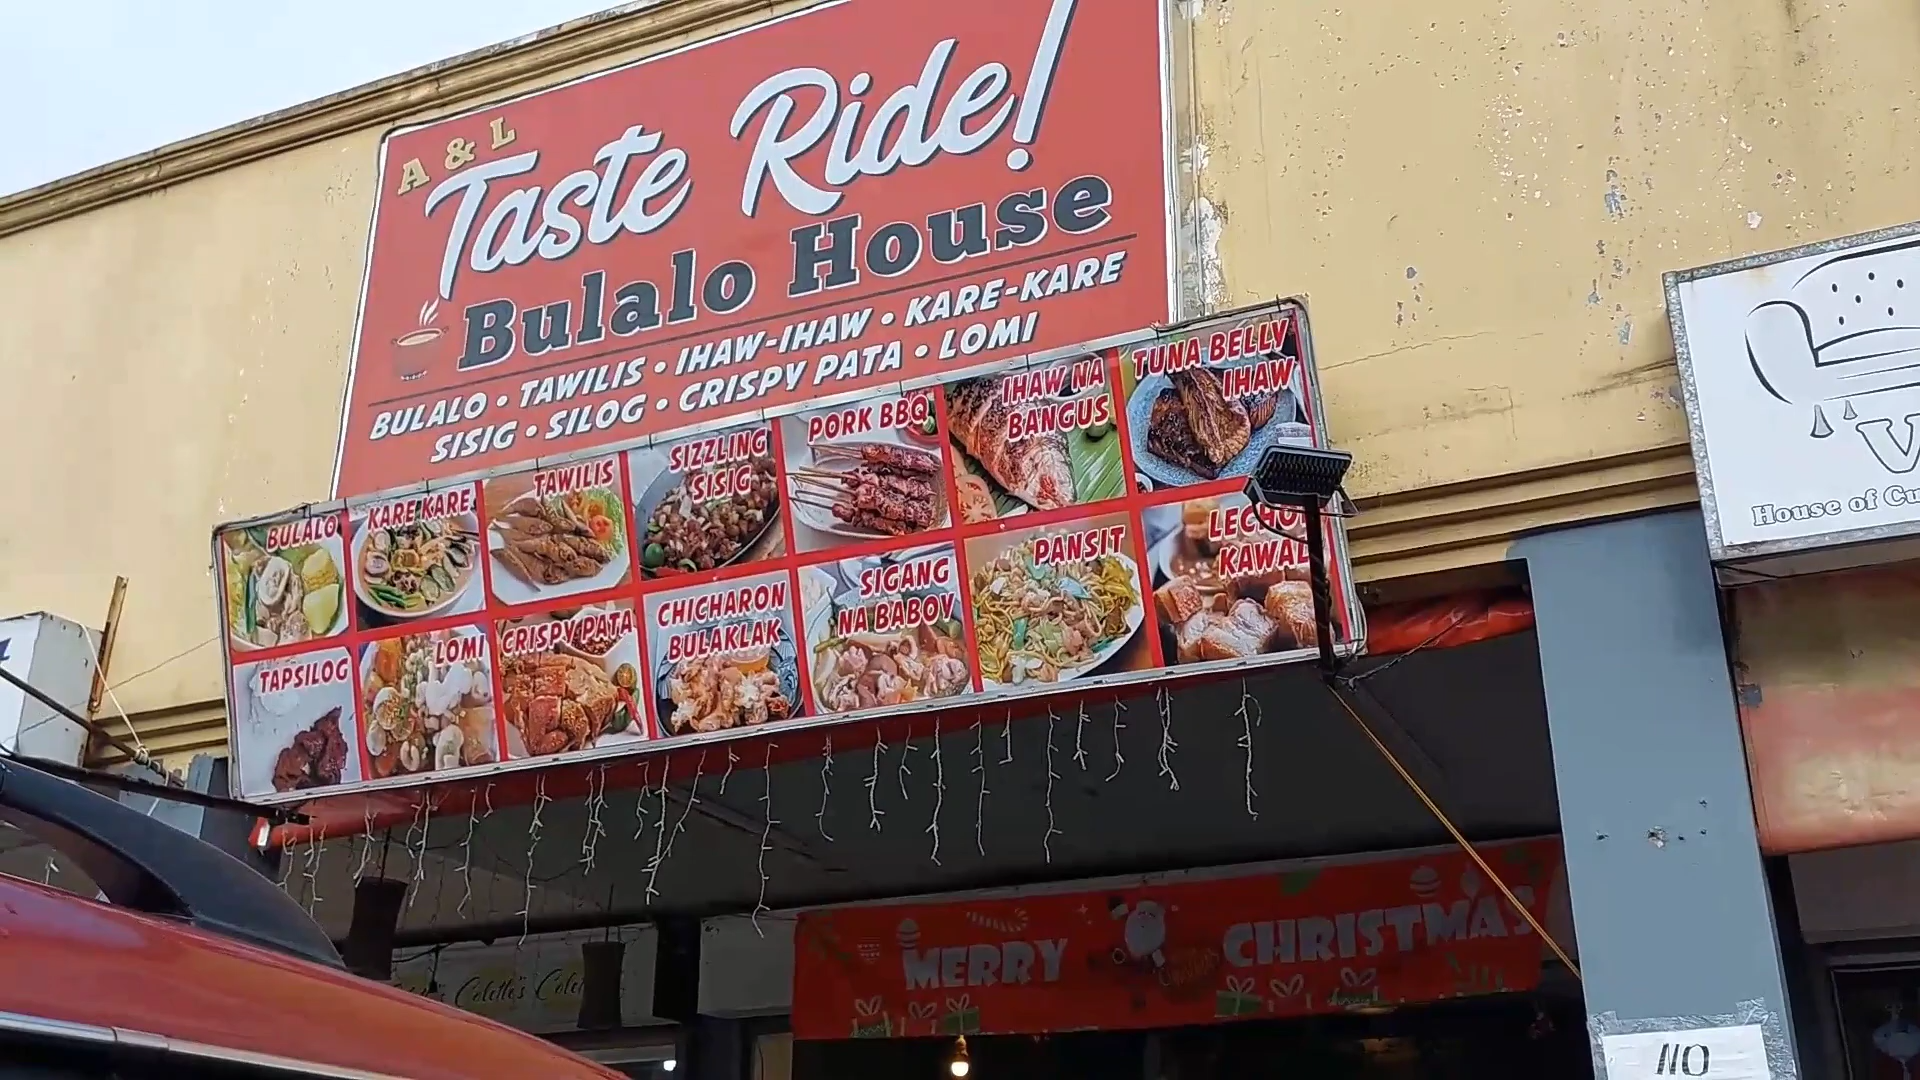 A & L
Taste Ride!
Bulalo House
BULALO • TAWILIS • IHAW-IHAW • KARE-KARE
SISIG • SILOG • CRISPY PATA • LOMI
BULALO
KARE KARE
TAWILIS
SIZZLING
SISIG
PORK BBQ
IHAW NA
BANGUS
TUNA BELLY
IHAW
TAPSILOG
LOMI
CRISPY PATA
CHICHARON
BULAKLAK
SIGANG
NA BABOY
PANSIT
House of
MERRY CHRISTMAS
Colette's
NO